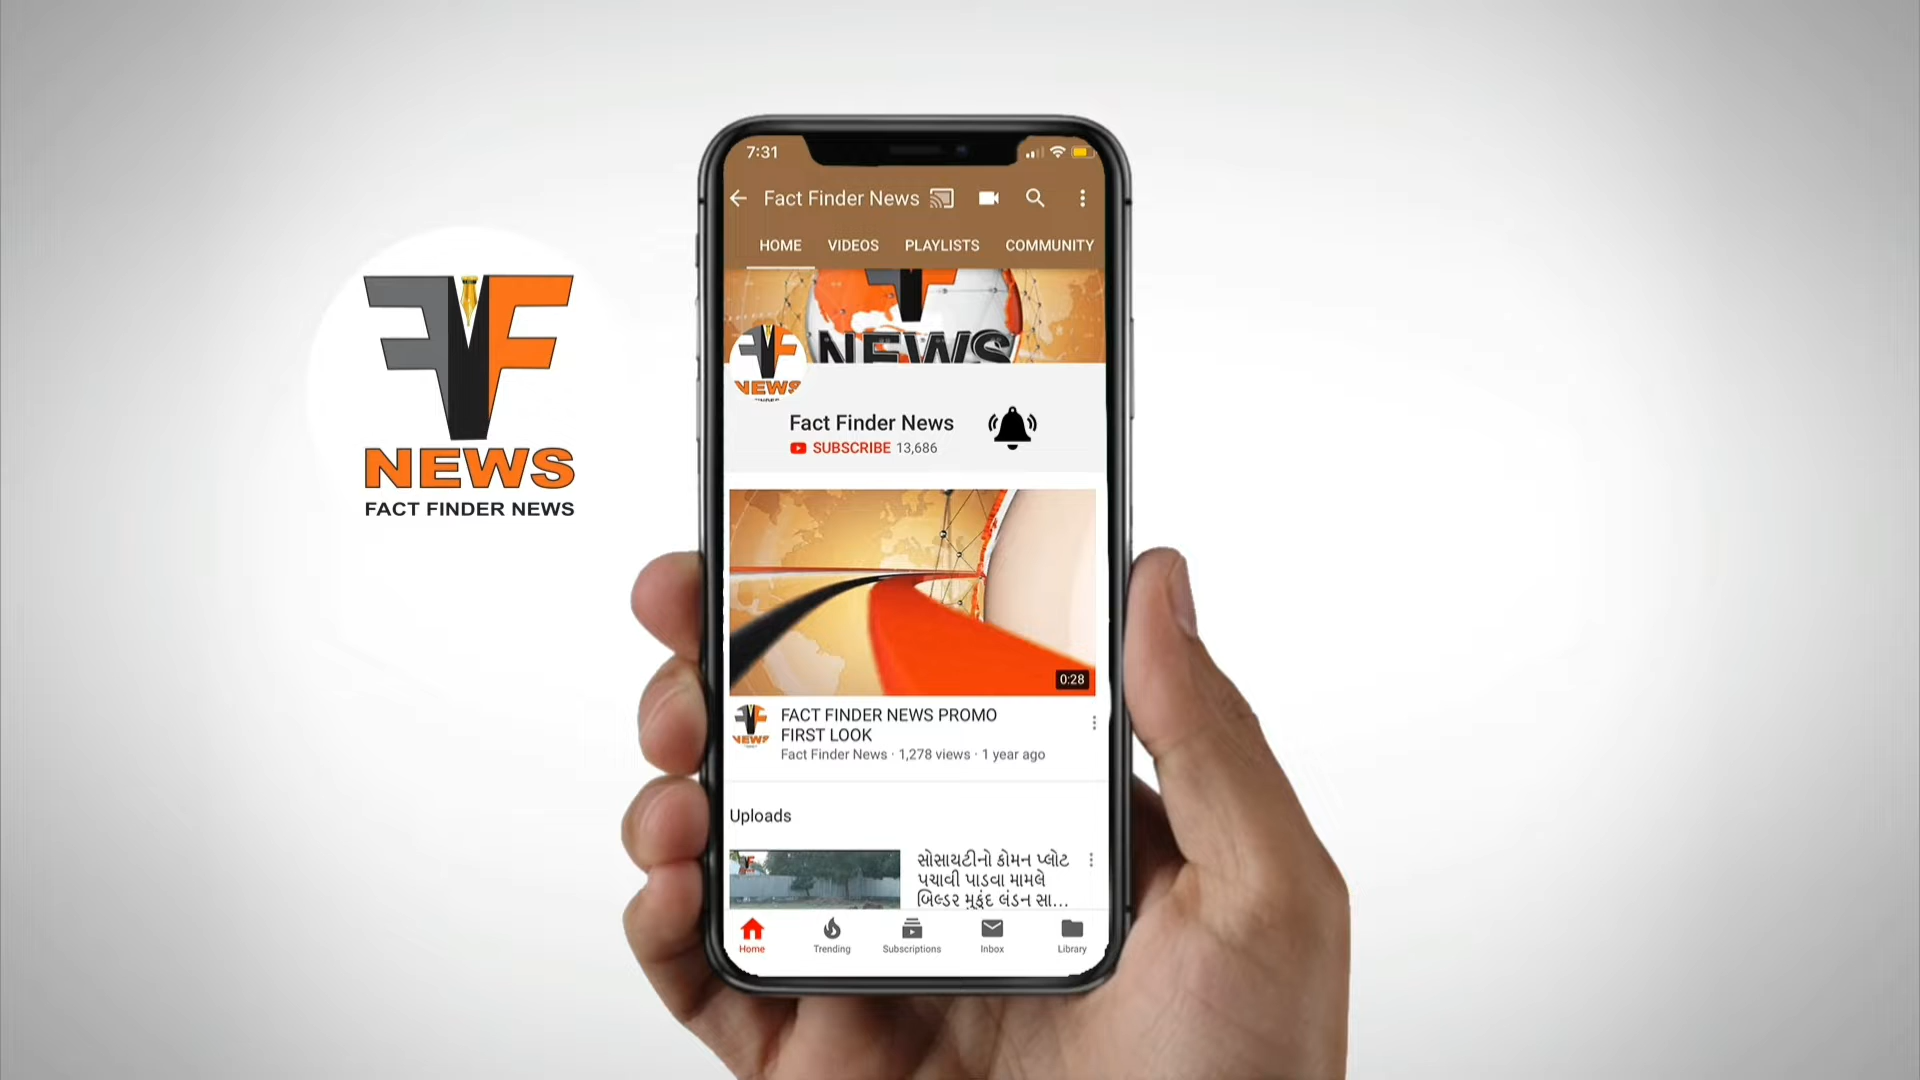 7:31
Fact Finder News
HOME VIDEOS PLAYLISTS COMMUNITY
NEWS
NEWS
FACT FINDER NEWS
NEWS
Fact Finder News
SUBSCRIBE 13,686
0:28
FACT FINDER NEWS PROMO
FIRST LOOK
NEWS
Fact Finder News · 1,278 views · 1 year ago
Uploads
સોસાયટીનો કોમન પ્લોટ
પચાવી પાડવા મામલે
બિલ્ડર મુકુંદ લંડન સા...
Home Trending Subscriptions Inbox Library